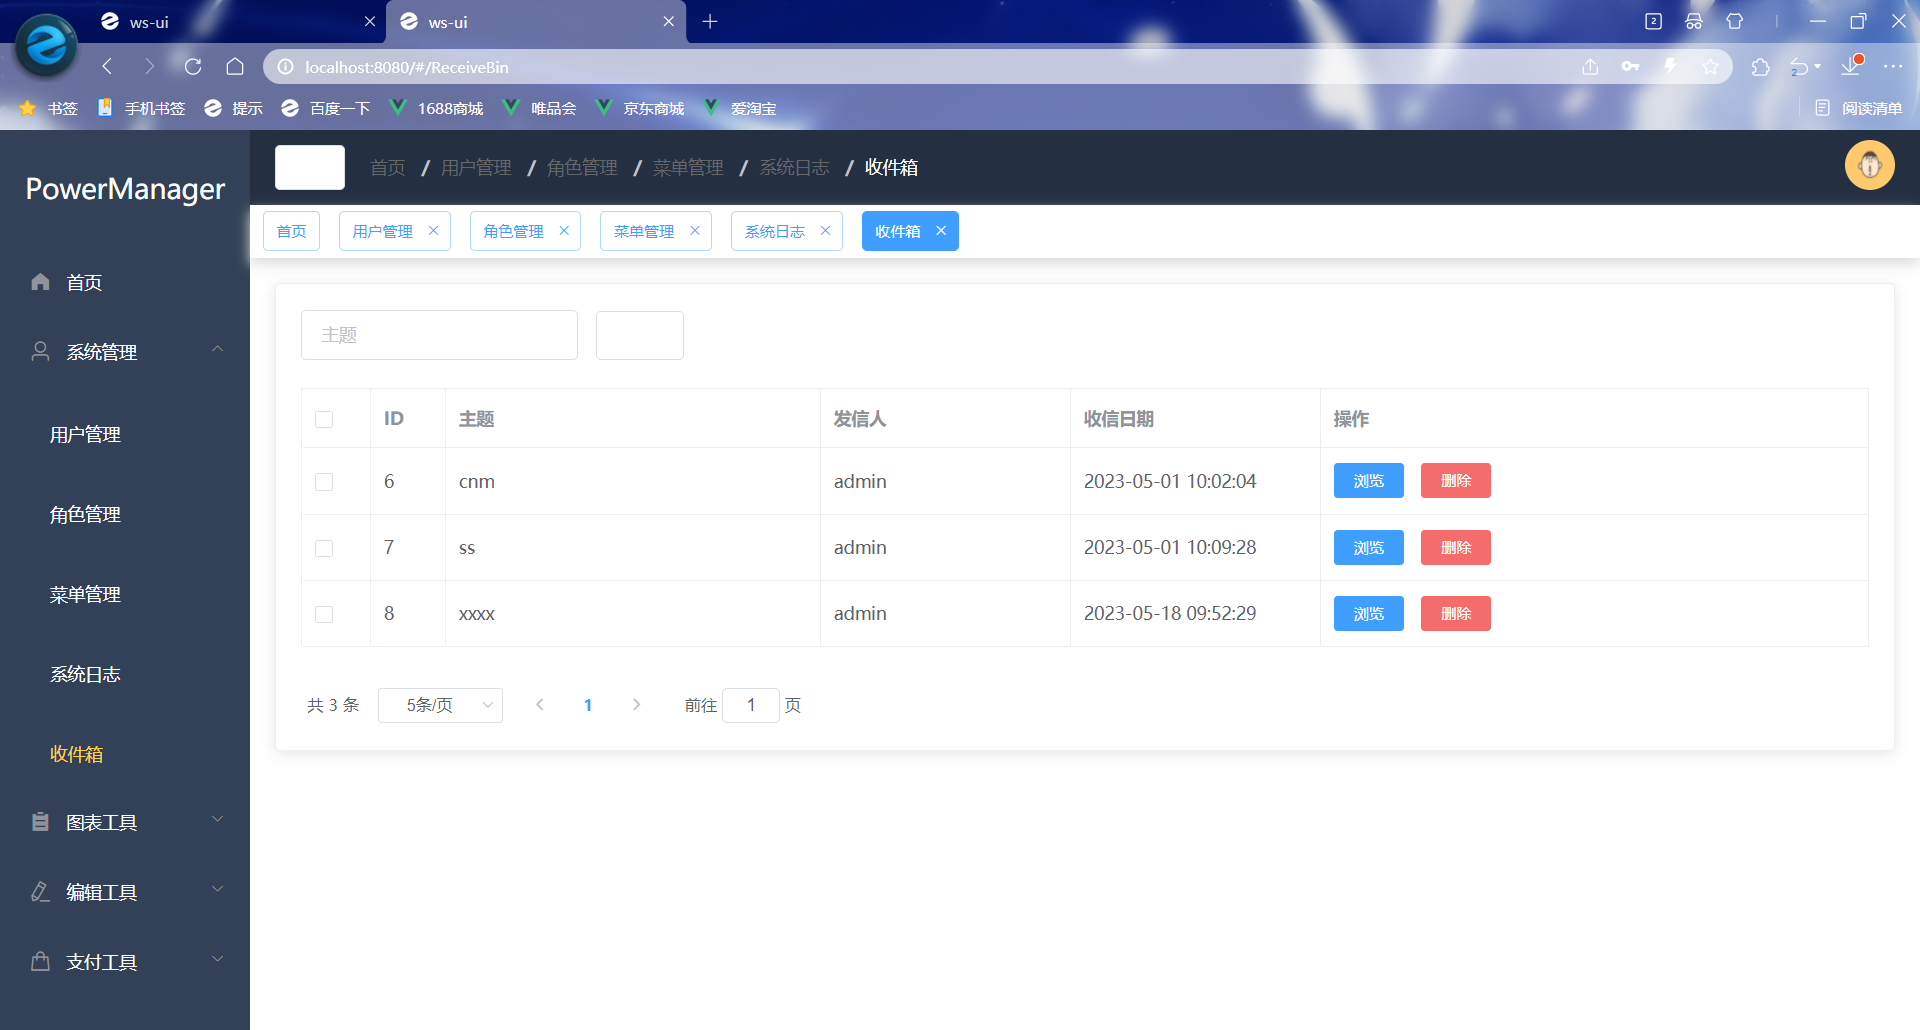 ws-ui
ws-ui
localhost:8080/#/ReceiveBin
书签 手机书签 提示 百度一下 1688商城 唯品会 京东商城 爱淘宝 阅读清单
PowerManager
首页 / 用户管理 / 角色管理 / 菜单管理 / 系统日志 / 收件箱
首页 用户管理 角色管理 菜单管理 系统日志 收件箱
首页
系统管理
用户管理
角色管理
菜单管理
系统日志
收件箱
图表工具
编辑工具
支付工具
主题
ID 主题 发信人 收信日期 操作
6 cnm admin 2023-05-01 10:02:04 浏览 删除
7 ss admin 2023-05-01 10:09:28 浏览 删除
8 xxxx admin 2023-05-18 09:52:29 浏览 删除
共 3 条 5条/页 1 前往 1 页